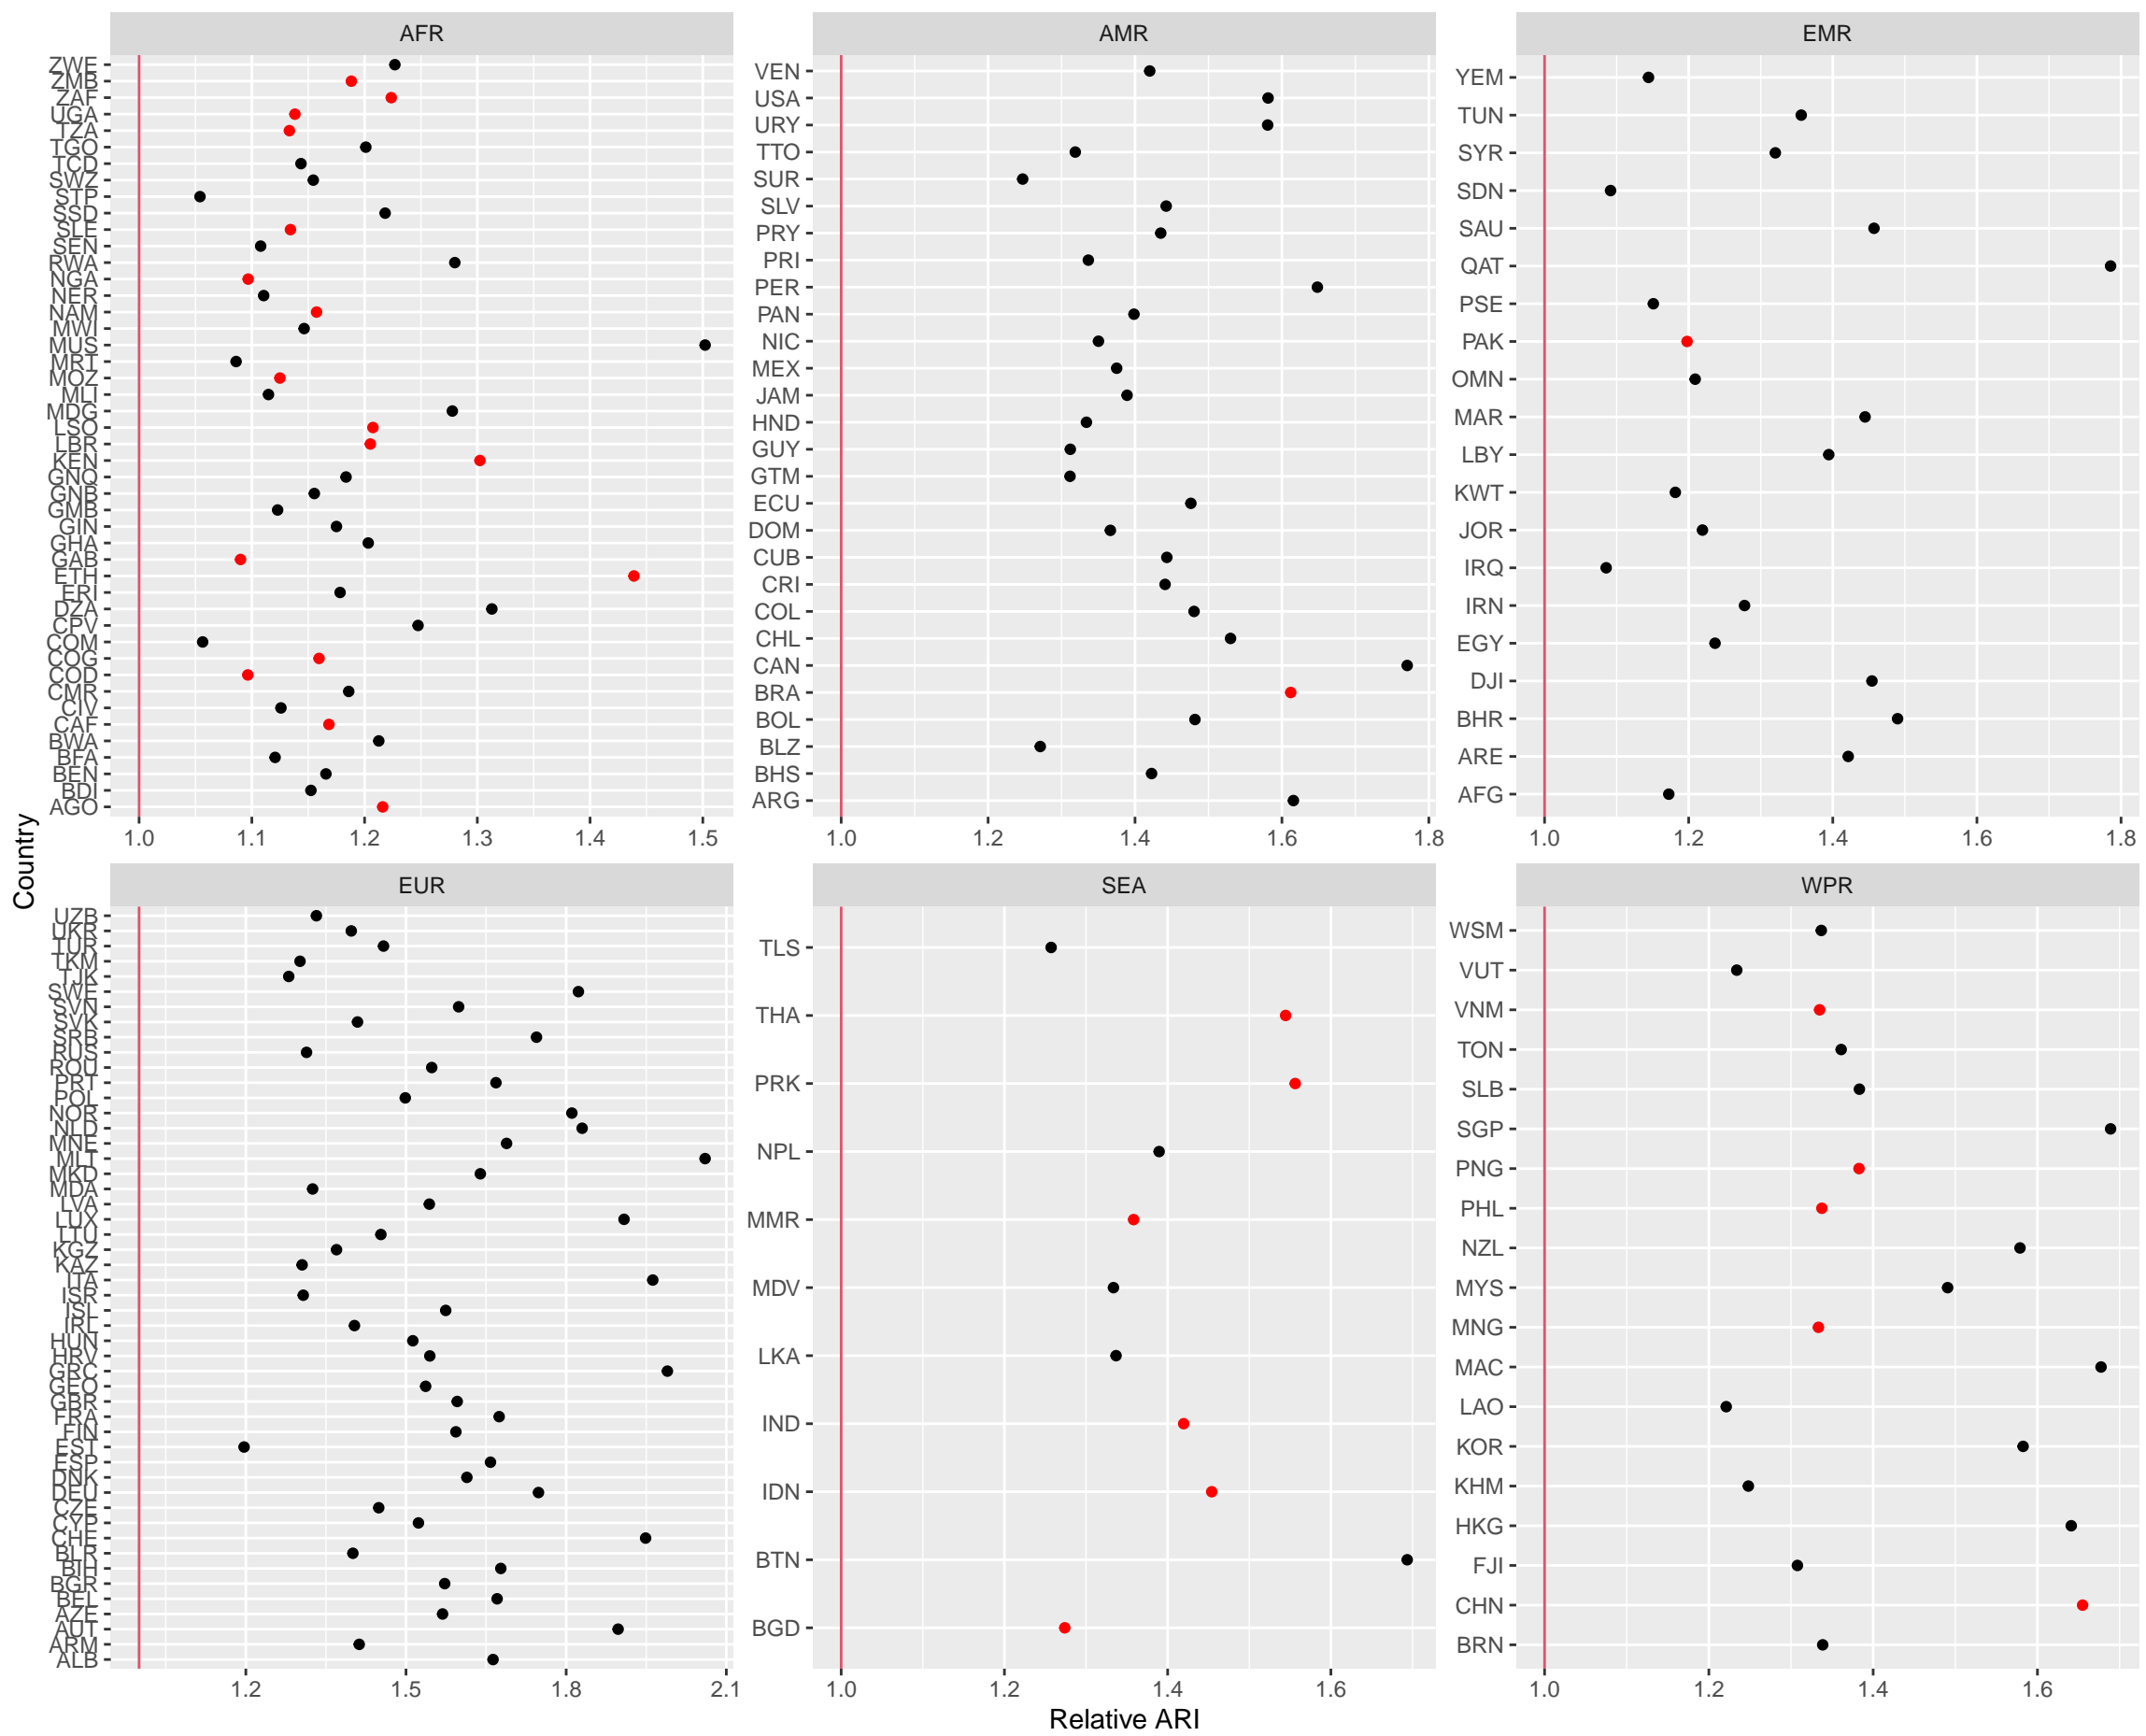 AFR
AMR
EMR
ZWE
ZMB
ZAF
UGA
TZA
TGO
TCD
SWZ
STP
SSD
SLE
SEN
RWA
NGA
NER
NAM
MWI
MUS
MRT
MOZ
MLI
MDG
LSO
LBR
KEN
GNQ
GNB
GMB
GIN
GHA
GAB
ETH
ERI
DZA
CPV
COM
COG
COD
CMR
CIV
CAF
BWA
BFA
BEN
BDI
AGO
1.0 1.1 1.2 1.3 1.4 1.5
VEN
USA
URY
TTO
SUR
SLV
PRY
PRI
PER
PAN
NIC
MEX
JAM
HND
GUY
GTM
ECU
DOM
CUB
CRI
COL
CHL
CAN
BRA
BOL
BLZ
BHS
ARG
1.0 1.2 1.4 1.6 1.8
YEM
TUN
SYR
SDN
SAU
QAT
PSE
PAK
OMN
MAR
LBY
KWT
JOR
IRQ
IRN
EGY
DJI
BHR
ARE
AFG
1.0 1.2 1.4 1.6 1.8
Country
EUR
SEA
WPR
UZB
UKR
TUR
TKM
TJK
SWE
SVN
SVK
SRB
RUS
ROU
PRT
POL
NOR
NLD
MNE
MLT
MKD
MDA
LVA
LUX
LTU
KGZ
KAZ
ITA
ISR
ISL
IRL
HUN
HRV
GRC
GEO
GBR
FRA
FIN
EST
ESP
DNK
DEU
CZE
CYP
CHE
BLR
BIH
BGR
BEL
AZE
AUT
ARM
ALB
1.2 1.5 1.8 2.1
TLS
THA
PRK
NPL
MMR
MDV
LKA
IND
IDN
BTN
BGD
1.0 1.2 1.4 1.6
WSM
VUT
VNM
TON
SLB
SGP
PNG
PHL
NZL
MYS
MNG
MAC
LAO
KOR
KHM
HKG
FJI
CHN
BRN
1.0 1.2 1.4 1.6
Relative ARI